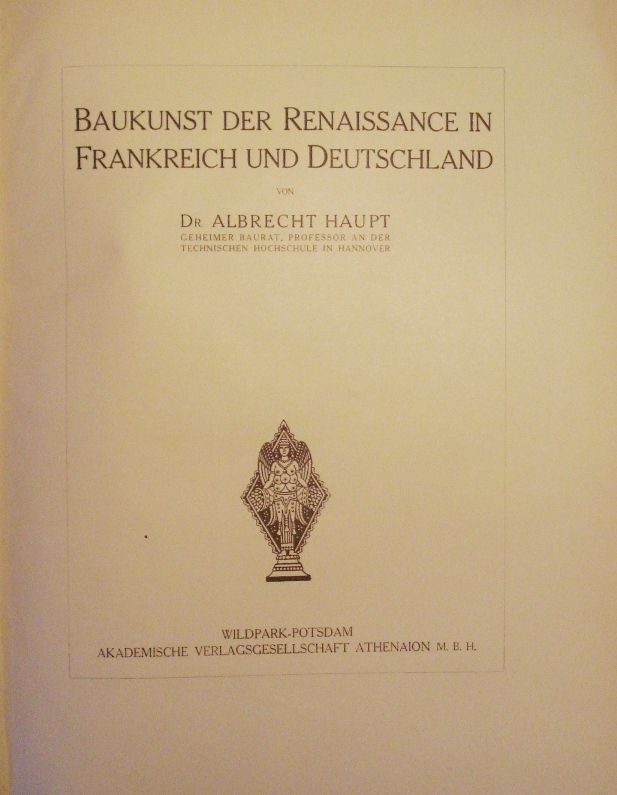 BAUKUNST DER RENAISSANCE IN
FRANKREICH UND DEUTSCHLAND
VON
DR ALBRECHT HAUPT
GEHEIMER BAURAT, PROFESSOR AN DER
TECHNISCHEN HOCHSCHULE IN HANNOVER
WILDPARK-POTSDAM
AKADEMISCHE VERLAGSGESELLSCHAFT ATHENAION M. B. H.